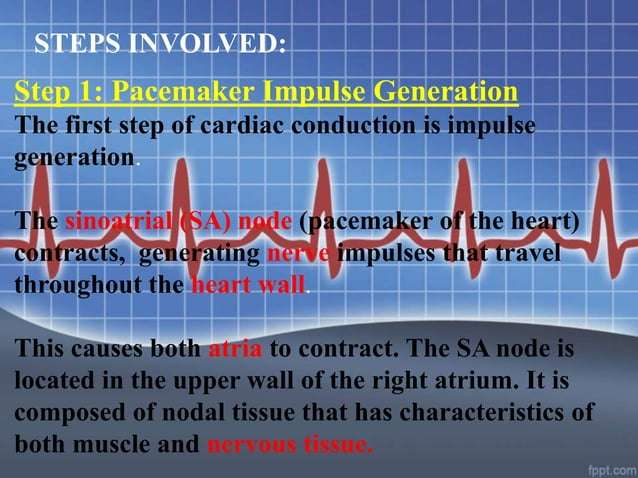 STEPS INVOLVED:
Step 1: Pacemaker Impulse Generation
The first step of cardiac conduction is impulse
generation.
The sinoatrial (SA) node (pacemaker of the heart)
contracts, generating nerve impulses that travel
throughout the heart wall.
This causes both atria to contract. The SA node is
located in the upper wall of the right atrium. It is
composed of nodal tissue that has characteristics of
both muscle and nervous tissue.
fppt.com